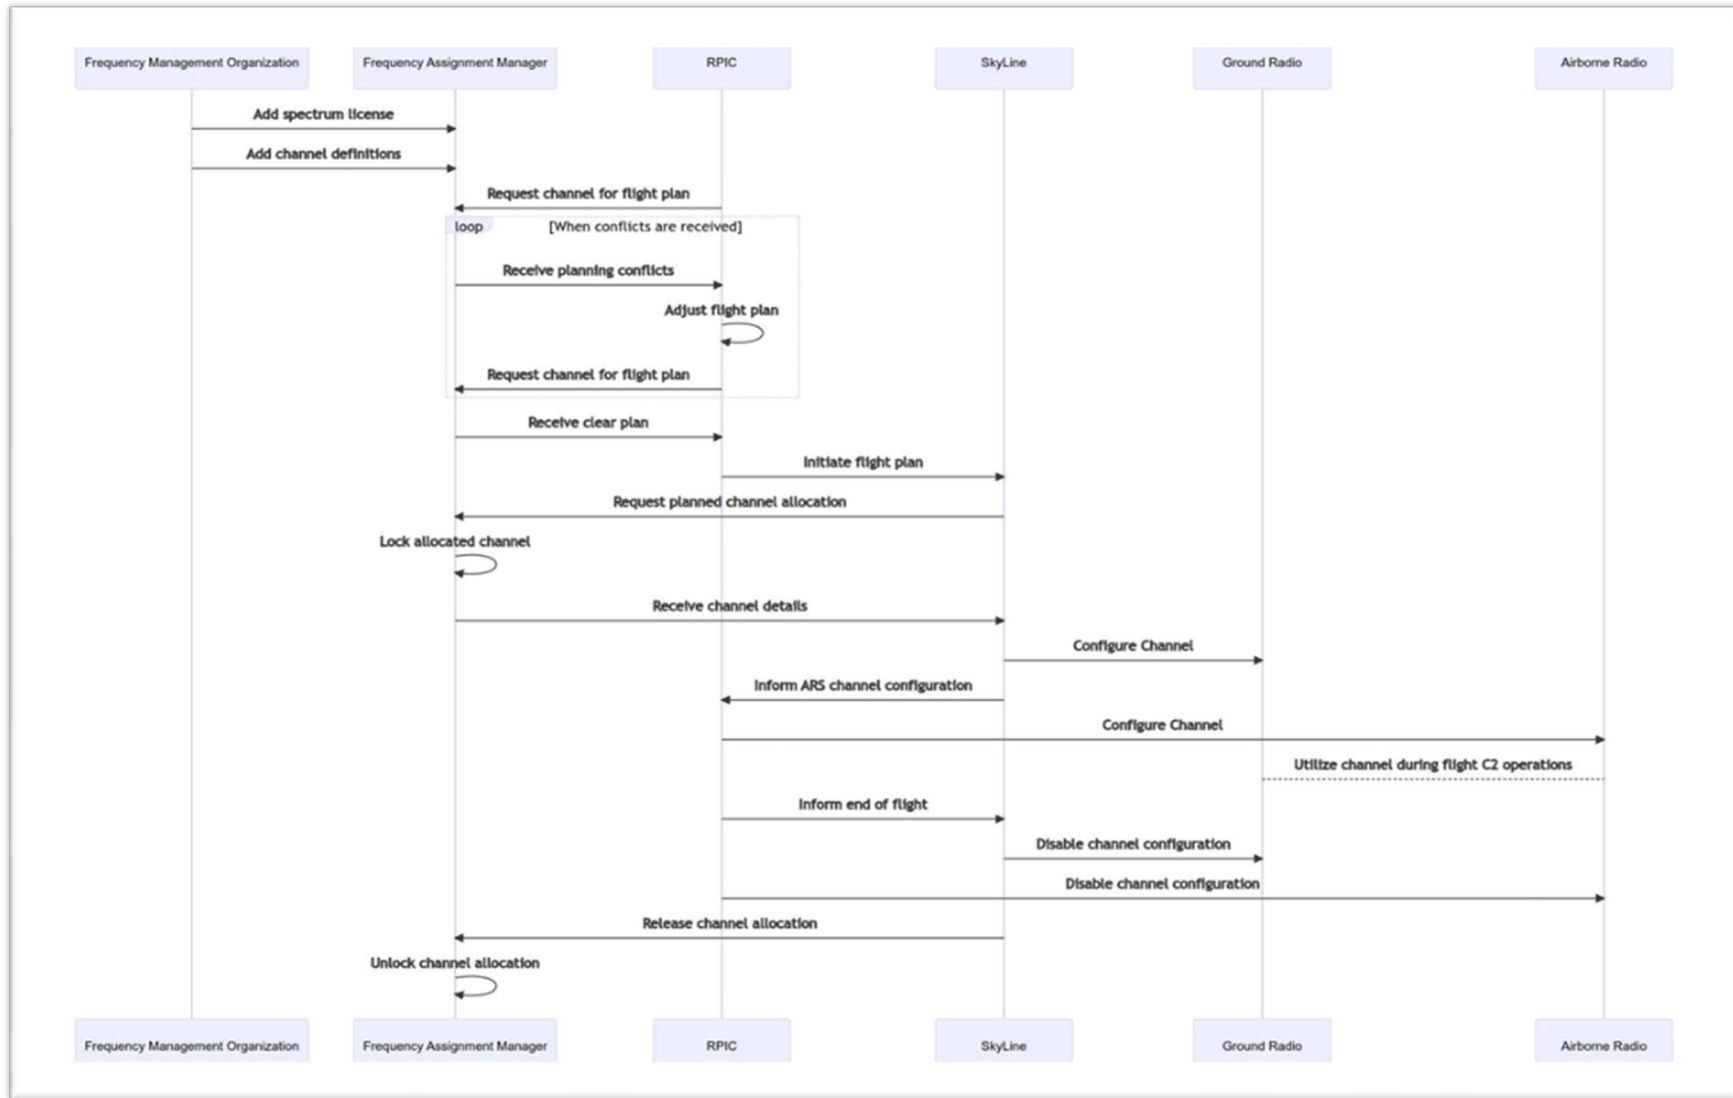 Frequency Management Organization
Frequency Assignment Manager
RPIC
SkyLine
Ground Radio
Airborne Radio
Add spectrum license
Add channel definitions
Request channel for flight plan
loop
[When conflicts are received]
Receive planning conflicts
Adjust flight plan
Request channel for flight plan
Receive clear plan
Initiate flight plan
Request planned channel allocation
Lock allocated channel
Receive channel details
Configure Channel
Inform ARS channel configuration
Configure Channel
Utilize channel during flight C2 operations
Inform end of flight
Disable channel configuration
Disable channel configuration
Release channel allocation
Unlock channel allocation
Frequency Management Organization
Frequency Assignment Manager
RPIC
SkyLine
Ground Radio
Airborne Radio